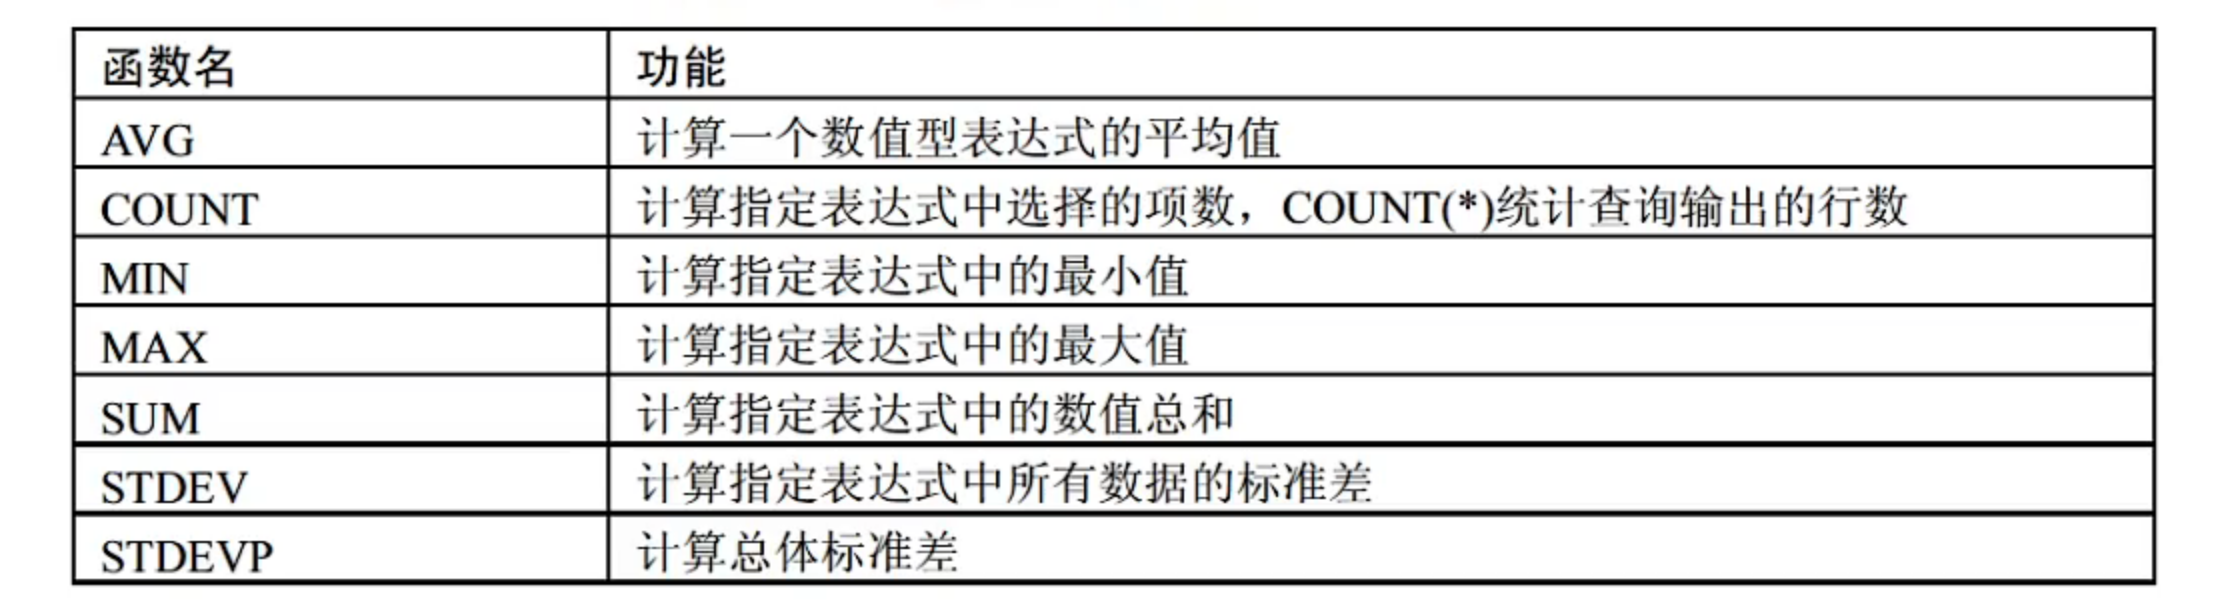 函数名 功能
AVG 计算一个数值型表达式的平均值
COUNT 计算指定表达式中选择的项数，COUNT(*)统计查询输出的行数
MIN 计算指定表达式中的最小值
MAX 计算指定表达式中的最大值
SUM 计算指定表达式中的数值总和
STDEV 计算指定表达式中所有数据的标准差
STDEVP 计算总体标准差